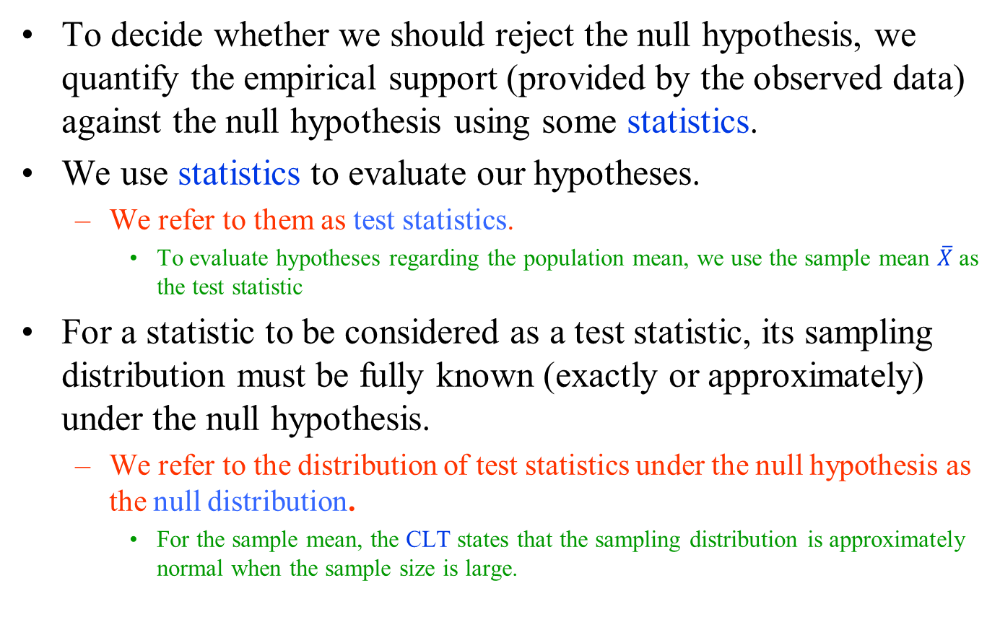 • To decide whether we should reject the null hypothesis, we
quantify the empirical support (provided by the observed data)
against the null hypothesis using some statistics.
• We use statistics to evaluate our hypotheses.
– We refer to them as test statistics.
• To evaluate hypotheses regarding the population mean, we use the sample mean X̄ as
the test statistic
• For a statistic to be considered as a test statistic, its sampling
distribution must be fully known (exactly or approximately)
under the null hypothesis.
– We refer to the distribution of test statistics under the null hypothesis as
the null distribution.
• For the sample mean, the CLT states that the sampling distribution is approximately
normal when the sample size is large.